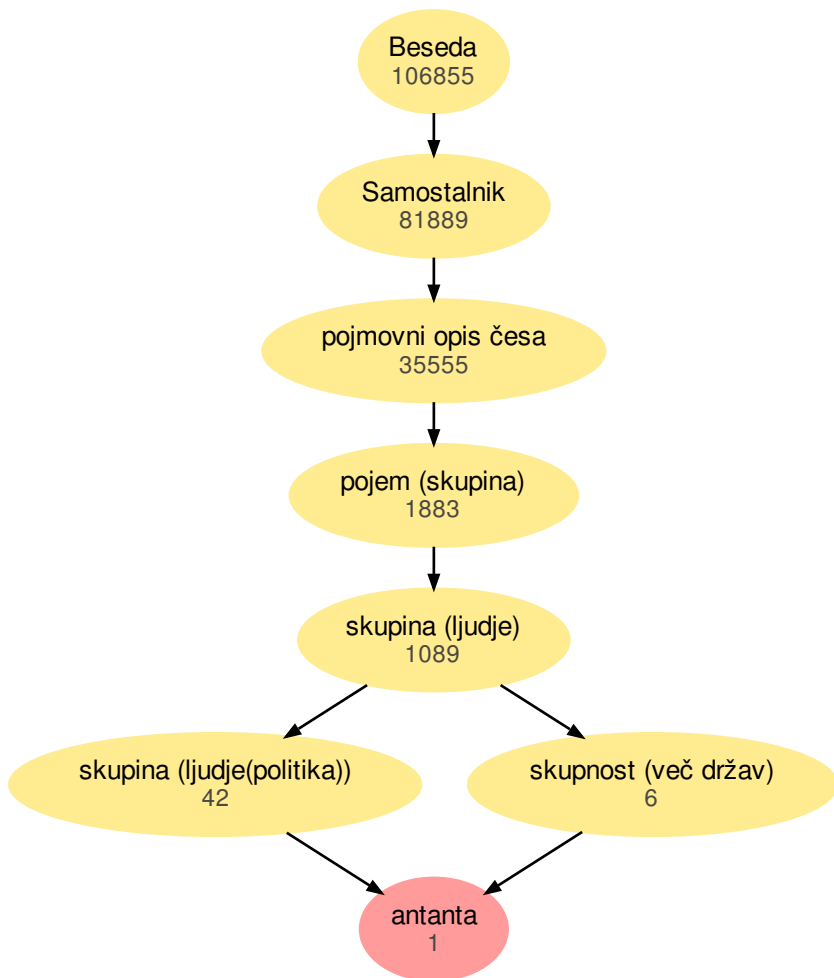 Beseda
106855
Samostalnik
81889
pojmovni opis česa
35555
pojem (skupina)
1883
skupina (ljudje)
1089
skupina (ljudje(politika))
42
skupnost (več držav)
6
antanta
1